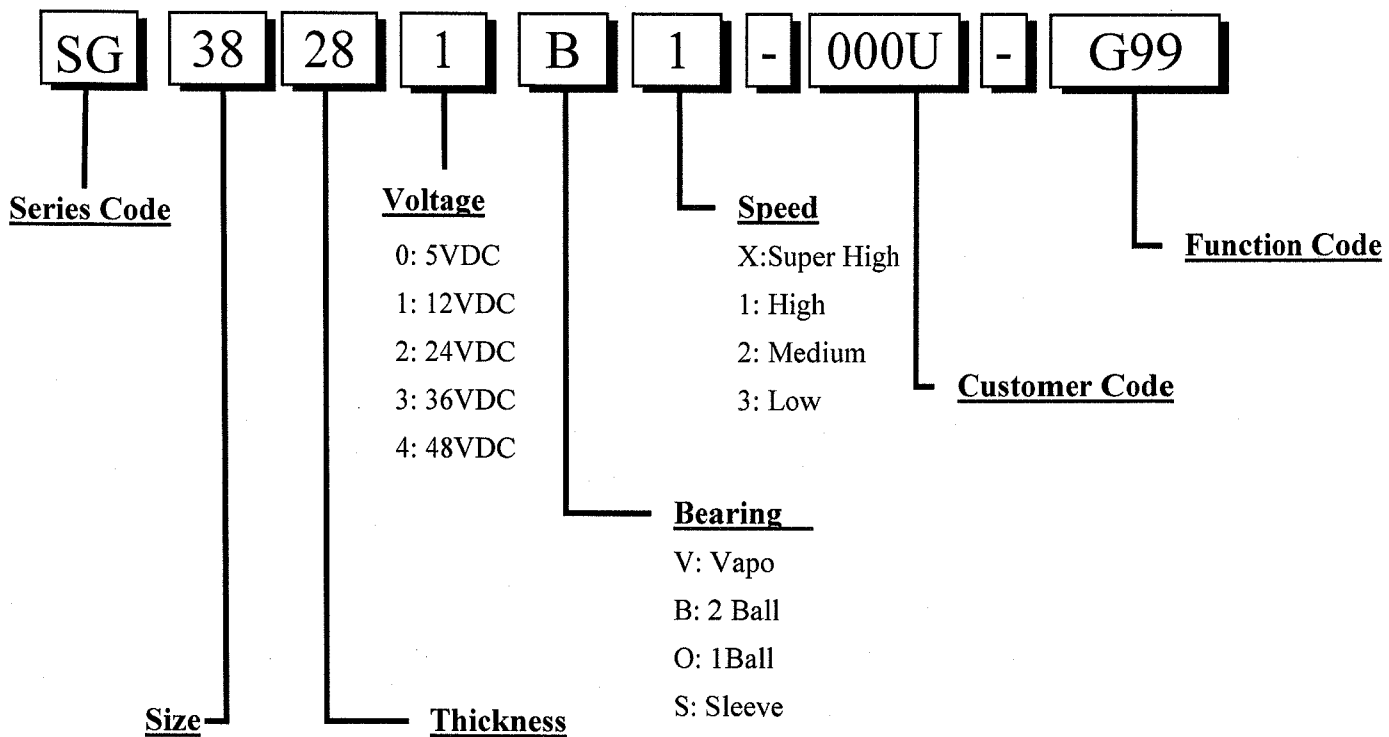 SG 38 28 1 B 1 - 000U - G99
Series Code
Voltage
0: 5VDC
1: 12VDC
2: 24VDC
3: 36VDC
4: 48VDC
Speed
X:Super High
1: High
2: Medium
3: Low
Function Code
Customer Code
Bearing
V: Vapo
B: 2 Ball
O: 1Ball
S: Sleeve
Size
Thickness